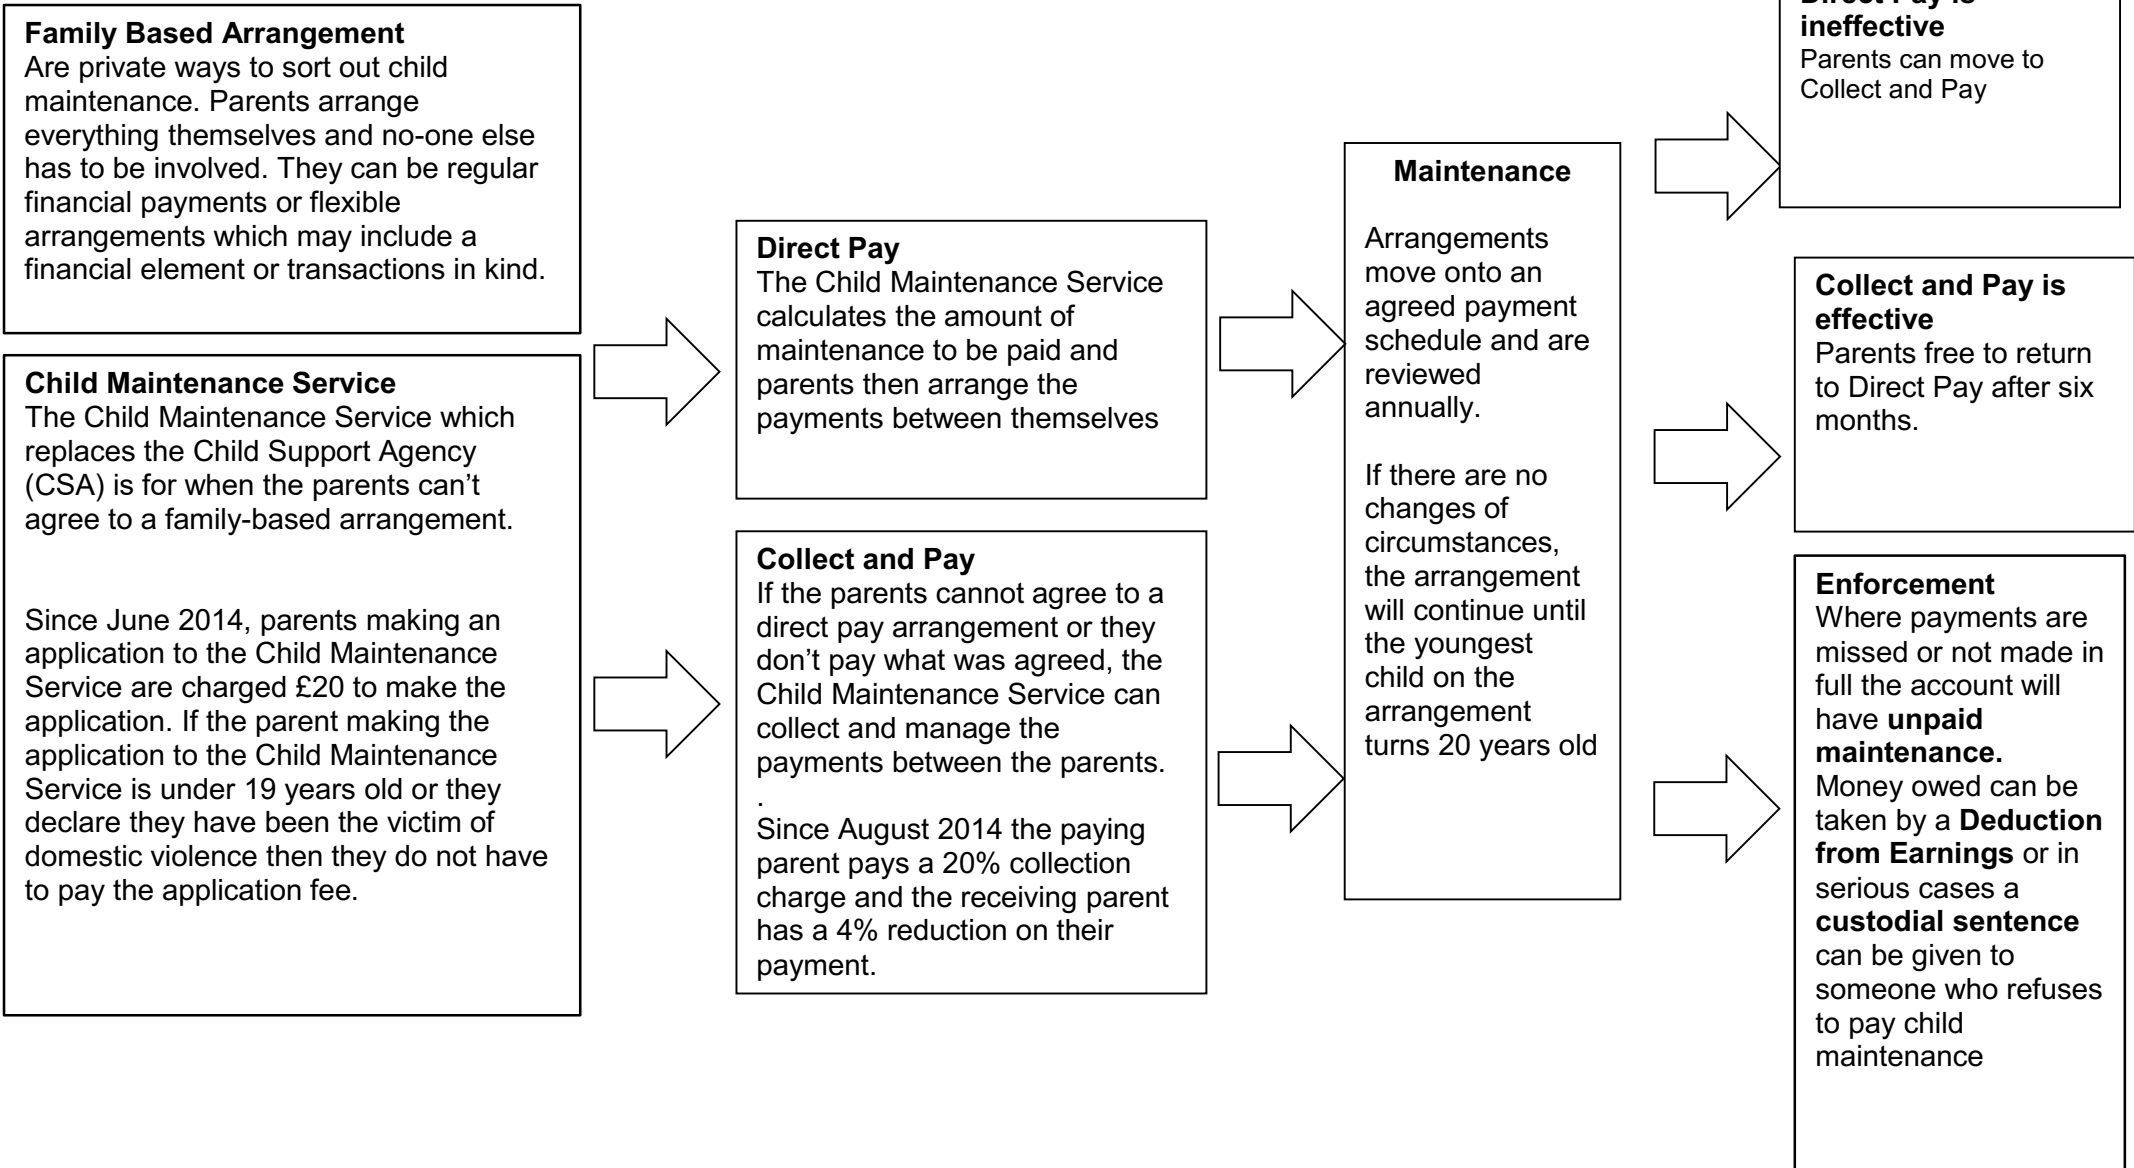 Family Based Arrangement
Are private ways to sort out child
maintenance. Parents arrange
everything themselves and no-one else
has to be involved. They can be regular
financial payments or flexible
arrangements which may include a
financial element or transactions in kind.
Child Maintenance Service
The Child Maintenance Service which
replaces the Child Support Agency
(CSA) is for when the parents can’t
agree to a family-based arrangement.
Since June 2014, parents making an
application to the Child Maintenance
Service are charged £20 to make the
application. If the parent making the
application to the Child Maintenance
Service is under 19 years old or they
declare they have been the victim of
domestic violence then they do not have
to pay the application fee.
Direct Pay
The Child Maintenance Service
calculates the amount of
maintenance to be paid and
parents then arrange the
payments between themselves
Collect and Pay
If the parents cannot agree to a
direct pay arrangement or they
don’t pay what was agreed, the
Child Maintenance Service can
collect and manage the
payments between the parents.
.
Since August 2014 the paying
parent pays a 20% collection
charge and the receiving parent
has a 4% reduction on their
payment.
Maintenance
Arrangements
move onto an
agreed payment
schedule and are
reviewed
annually.
If there are no
changes of
circumstances,
the arrangement
will continue until
the youngest
child on the
arrangement
turns 20 years old
Direct Pay is
ineffective
Parents can move to
Collect and Pay
Collect and Pay is
effective
Parents free to return
to Direct Pay after six
months.
Enforcement
Where payments are
missed or not made in
full the account will
have unpaid
maintenance.
Money owed can be
taken by a Deduction
from Earnings or in
serious cases a
custodial sentence
can be given to
someone who refuses
to pay child
maintenance